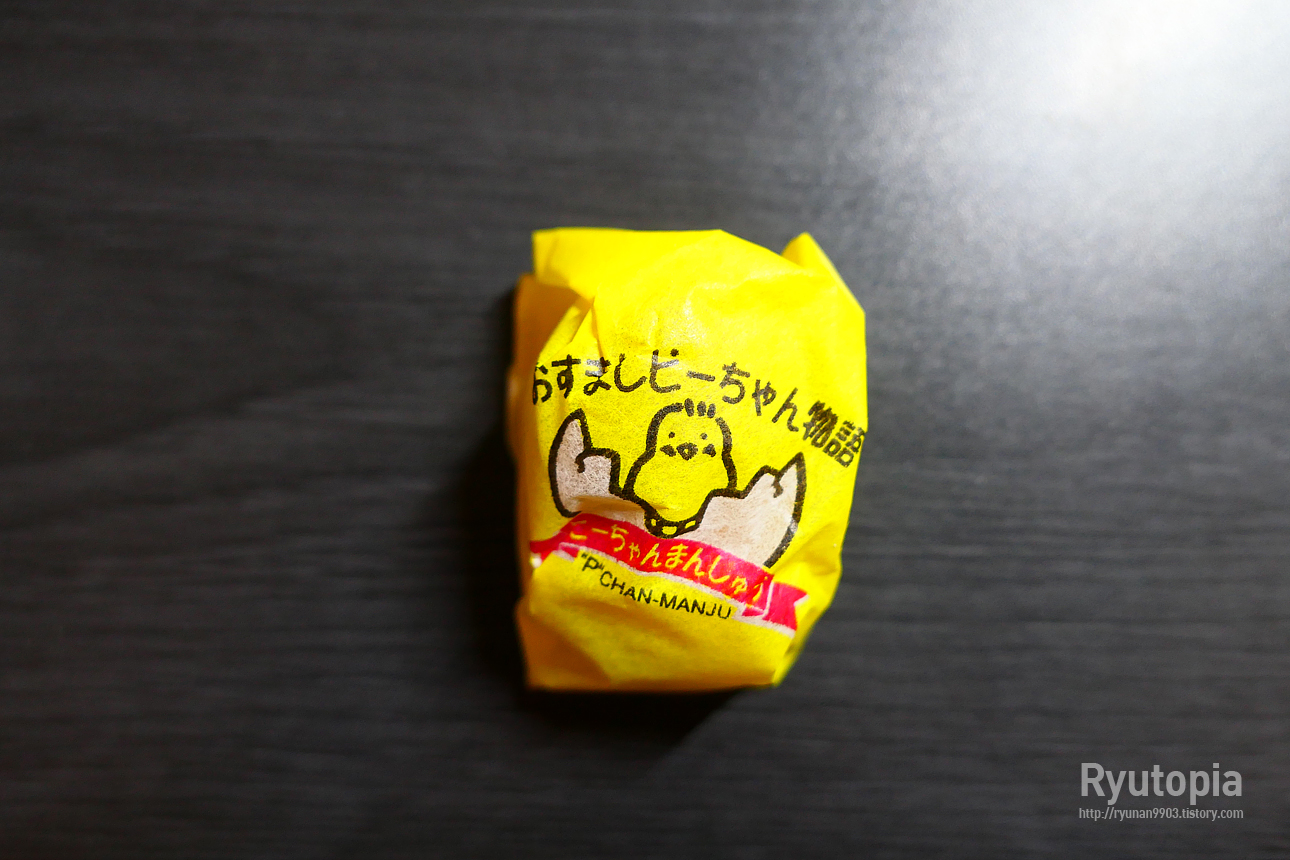 おすましピーちゃん物語
ピーちゃんまんじゅう
"P"CHAN-MANJU
Ryutopia
http://ryunan9903.tistory.com